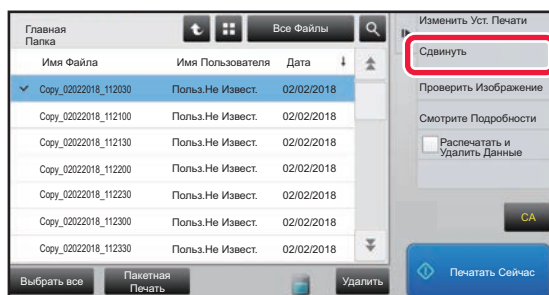 Главная
Папка
Все Файлы
Имя Файла Имя Пользователя Дата
Copy_02022018_112030 Польз.Не Извест. 02/02/2018
Copy_02022018_112100 Польз.Не Извест. 02/02/2018
Copy_02022018_112130 Польз.Не Извест. 02/02/2018
Copy_02022018_112200 Польз.Не Извест. 02/02/2018
Copy_02022018_112230 Польз.Не Извест. 02/02/2018
Copy_02022018_112300 Польз.Не Извест. 02/02/2018
Copy_02022018_112330 Польз.Не Извест. 02/02/2018
Выбрать все
Пакетная
Печать
Удалить
Изменить Уст. Печати
Сдвинуть
Проверить Изображение
Смотрите Подробности
Распечатать и
Удалить Данные
CA
Печатать Сейчас